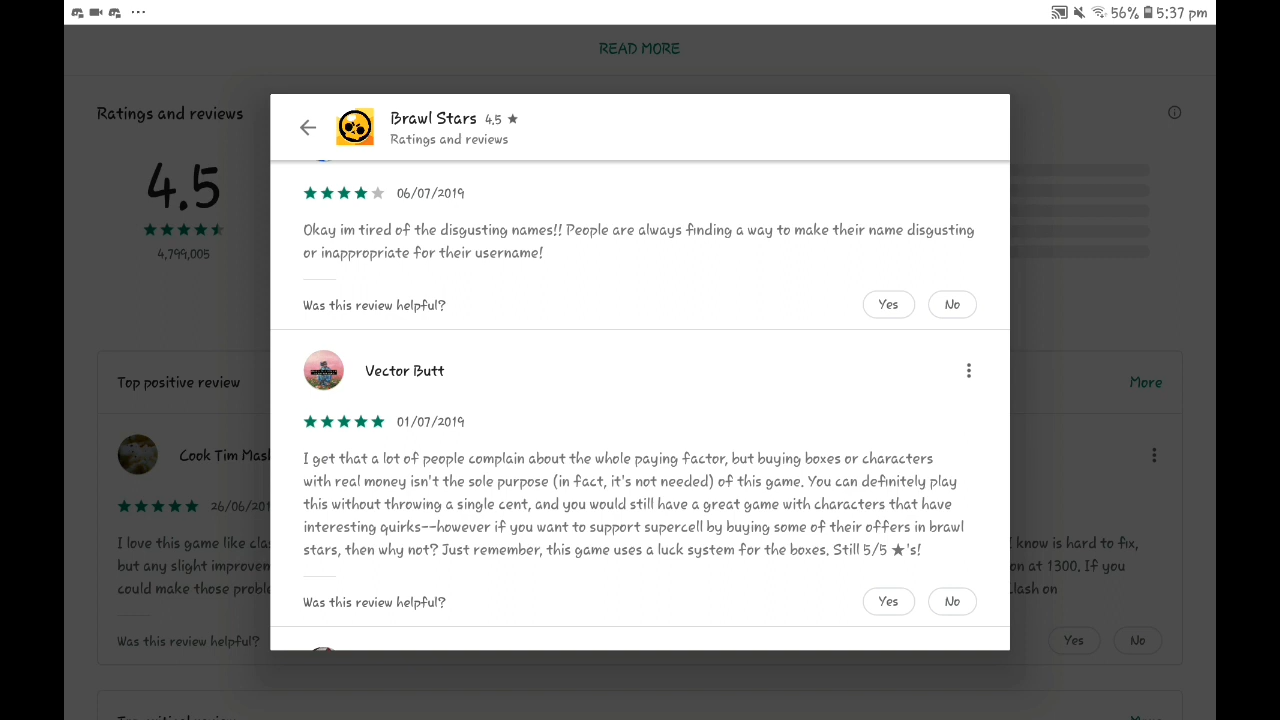 56% 5:37 pm
READ MORE
Ratings and reviews
4.5
4,799,005
Brawl Stars 4.5 ★
Ratings and reviews
★★★★★ 06/07/2019
Okay im tired of the disgusting names!! People are always finding a way to make their name disgusting
or inappropriate for their username!
Was this review helpful? Yes No
Vector Butt
★★★★★ 01/07/2019
I get that a lot of people complain about the whole paying factor, but buying boxes or characters
with real money isn't the sole purpose (in fact, it's not needed) of this game. You can definitely play
this without throwing a single cent, and you would still have a great game with characters that have
interesting quirks--however if you want to support supercell by buying some of their offers in brawl
stars, then why not? Just remember, this game uses a luck system for the boxes. Still 5/5 ★'s!
Was this review helpful? Yes No
Top positive review More
Cook Tim
★★★★★ 26/06/
I love this game like I know is hard to fix,
but any slight on at 1300. If you
could make those on
Was this review helpful? Yes No